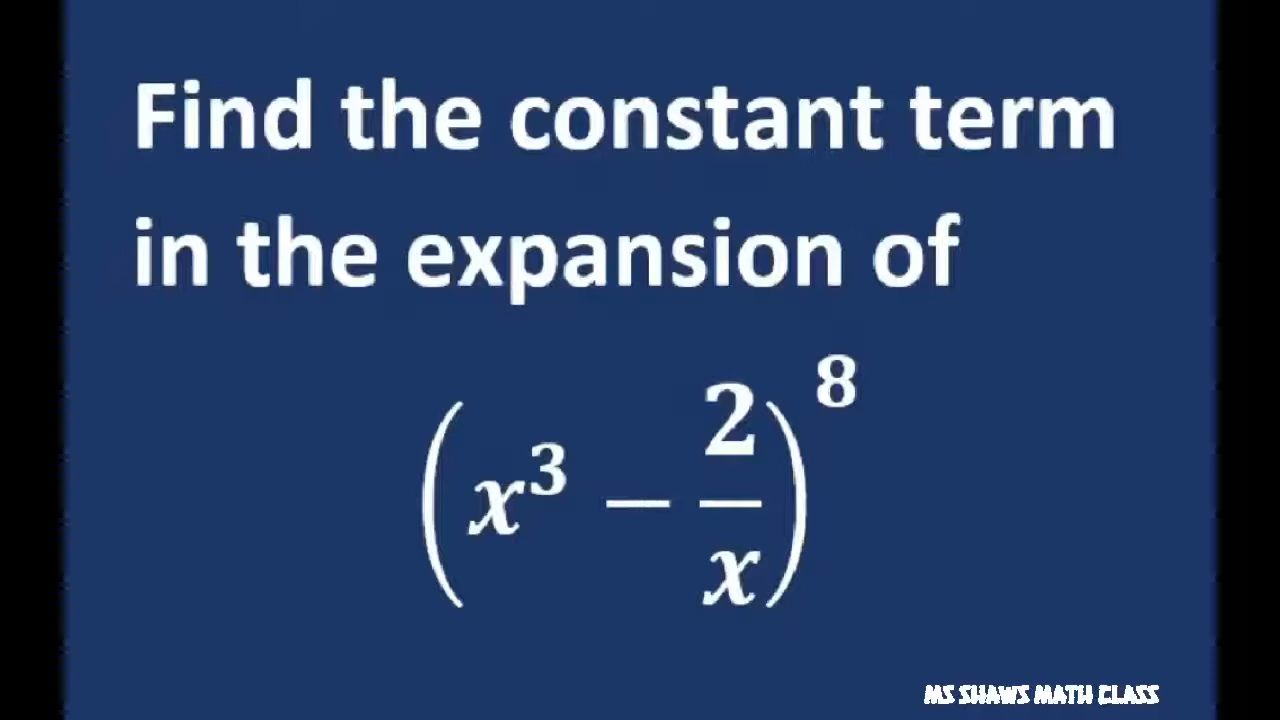 Find the constant term
in the expansion of
(x³ − 2/x)⁸
MS SHAWS MATH CLASS